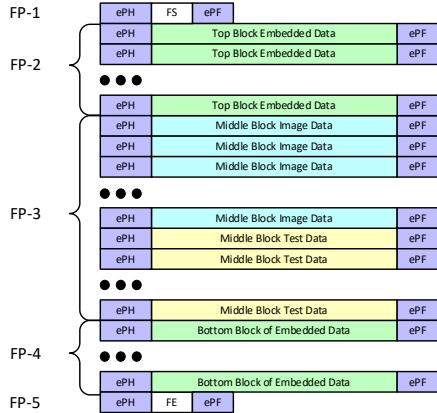 FP-1 ePH FS ePF
ePH Top Block Embedded Data ePF
ePH Top Block Embedded Data ePF
FP-2
ePH Top Block Embedded Data ePF
ePH Middle Block Image Data ePF
ePH Middle Block Image Data ePF
ePH Middle Block Image Data ePF
FP-3
ePH Middle Block Image Data ePF
ePH Middle Block Test Data ePF
ePH Middle Block Test Data ePF
ePH Middle Block Test Data ePF
ePH Bottom Block of Embedded Data ePF
FP-4
ePH Bottom Block of Embedded Data ePF
FP-5 ePH FE ePF